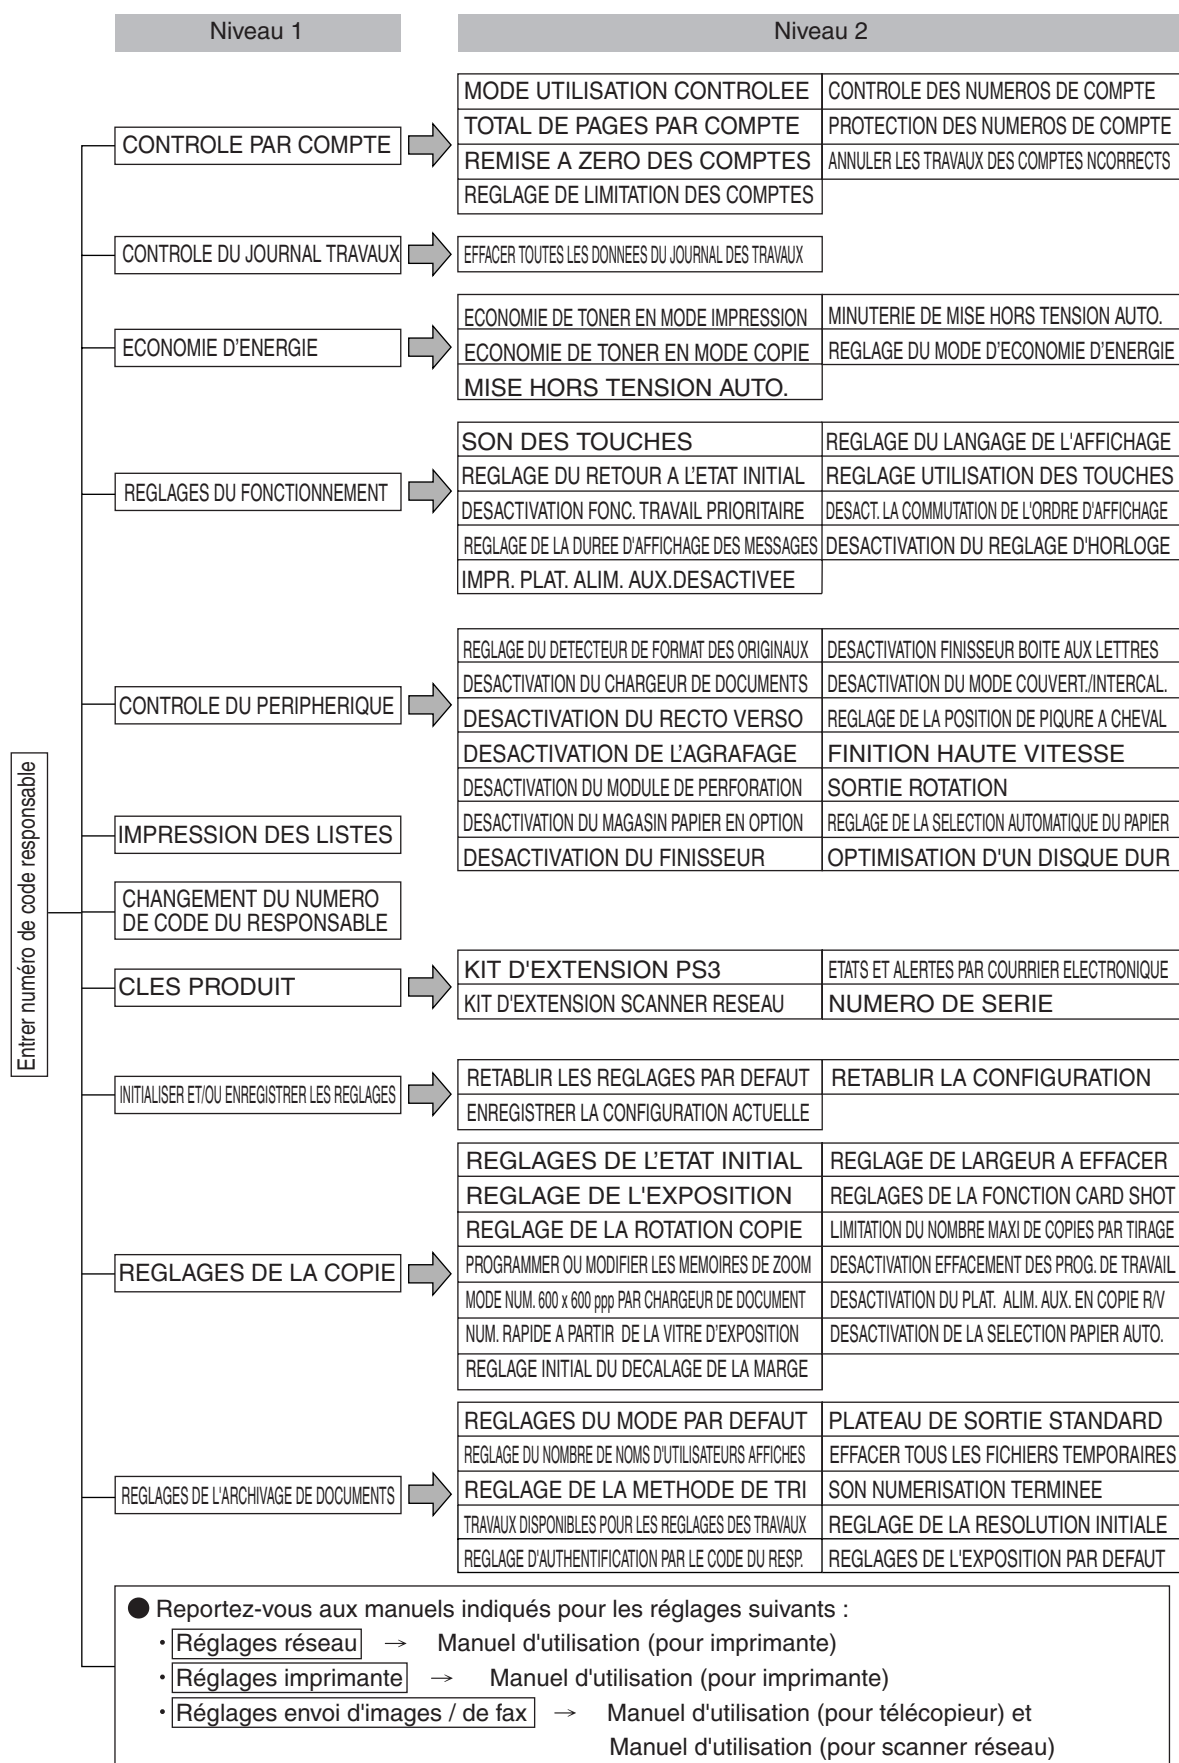 Niveau 1
Niveau 2
Entrer numéro de code responsable
CONTROLE PAR COMPTE
MODE UTILISATION CONTROLEE
CONTROLE DES NUMEROS DE COMPTE
TOTAL DE PAGES PAR COMPTE
PROTECTION DES NUMEROS DE COMPTE
REMISE A ZERO DES COMPTES
ANNULER LES TRAVAUX DES COMPTES NCORRECTS
REGLAGE DE LIMITATION DES COMPTES
CONTROLE DU JOURNAL TRAVAUX
EFFACER TOUTES LES DONNEES DU JOURNAL DES TRAVAUX
ECONOMIE D'ENERGIE
ECONOMIE DE TONER EN MODE IMPRESSION
MINUTERIE DE MISE HORS TENSION AUTO.
ECONOMIE DE TONER EN MODE COPIE
REGLAGE DU MODE D'ECONOMIE D'ENERGIE
MISE HORS TENSION AUTO.
REGLAGES DU FONCTIONNEMENT
SON DES TOUCHES
REGLAGE DU LANGAGE DE L'AFFICHAGE
REGLAGE DU RETOUR A L'ETAT INITIAL
REGLAGE UTILISATION DES TOUCHES
DESACTIVATION FONC. TRAVAIL PRIORITAIRE
DESACT. LA COMMUTATION DE L'ORDRE D'AFFICHAGE
REGLAGE DE LA DUREE D'AFFICHAGE DES MESSAGES
DESACTIVATION DU REGLAGE D'HORLOGE
IMPR. PLAT. ALIM. AUX.DESACTIVEE
CONTROLE DU PERIPHERIQUE
REGLAGE DU DETECTEUR DE FORMAT DES ORIGINAUX
DESACTIVATION FINISSEUR BOITE AUX LETTRES
DESACTIVATION DU CHARGEUR DE DOCUMENTS
DESACTIVATION DU MODE COUVERT./INTERCAL.
DESACTIVATION DU RECTO VERSO
REGLAGE DE LA POSITION DE PIQURE A CHEVAL
DESACTIVATION DE L'AGRAFAGE
FINITION HAUTE VITESSE
DESACTIVATION DU MODULE DE PERFORATION
SORTIE ROTATION
DESACTIVATION DU MAGASIN PAPIER EN OPTION
REGLAGE DE LA SELECTION AUTOMATIQUE DU PAPIER
DESACTIVATION DU FINISSEUR
OPTIMISATION D'UN DISQUE DUR
IMPRESSION DES LISTES
CHANGEMENT DU NUMERO
DE CODE DU RESPONSABLE
CLES PRODUIT
KIT D'EXTENSION PS3
ETATS ET ALERTES PAR COURRIER ELECTRONIQUE
KIT D'EXTENSION SCANNER RESEAU
NUMERO DE SERIE
INITIALISER ET/OU ENREGISTRER LES REGLAGES
RETABLIR LES REGLAGES PAR DEFAUT
RETABLIR LA CONFIGURATION
ENREGISTRER LA CONFIGURATION ACTUELLE
REGLAGES DE LA COPIE
REGLAGES DE L'ETAT INITIAL
REGLAGE DE LARGEUR A EFFACER
REGLAGE DE L'EXPOSITION
REGLAGES DE LA FONCTION CARD SHOT
REGLAGE DE LA ROTATION COPIE
LIMITATION DU NOMBRE MAXI DE COPIES PAR TIRAGE
PROGRAMMER OU MODIFIER LES MEMOIRES DE ZOOM
DESACTIVATION EFFACEMENT DES PROG. DE TRAVAIL
MODE NUM. 600 x 600 ppp PAR CHARGEUR DE DOCUMENT
DESACTIVATION DU PLAT. ALIM. AUX. EN COPIE R/V
NUM. RAPIDE A PARTIR DE LA VITRE D'EXPOSITION
DESACTIVATION DE LA SELECTION PAPIER AUTO.
REGLAGE INITIAL DU DECALAGE DE LA MARGE
REGLAGES DE L'ARCHIVAGE DE DOCUMENTS
REGLAGES DU MODE PAR DEFAUT
PLATEAU DE SORTIE STANDARD
REGLAGE DU NOMBRE DE NOMS D'UTILISATEURS AFFICHES
EFFACER TOUS LES FICHIERS TEMPORAIRES
REGLAGE DE LA METHODE DE TRI
SON NUMERISATION TERMINEE
TRAVAUX DISPONIBLES POUR LES REGLAGES DES TRAVAUX
REGLAGE DE LA RESOLUTION INITIALE
REGLAGE D'AUTHENTIFICATION PAR LE CODE DU RESP.
REGLAGES DE L'EXPOSITION PAR DEFAUT
● Reportez-vous aux manuels indiqués pour les réglages suivants :
· Réglages réseau → Manuel d'utilisation (pour imprimante)
· Réglages imprimante → Manuel d'utilisation (pour imprimante)
· Réglages envoi d'images / de fax → Manuel d'utilisation (pour télécopieur) et
Manuel d'utilisation (pour scanner réseau)